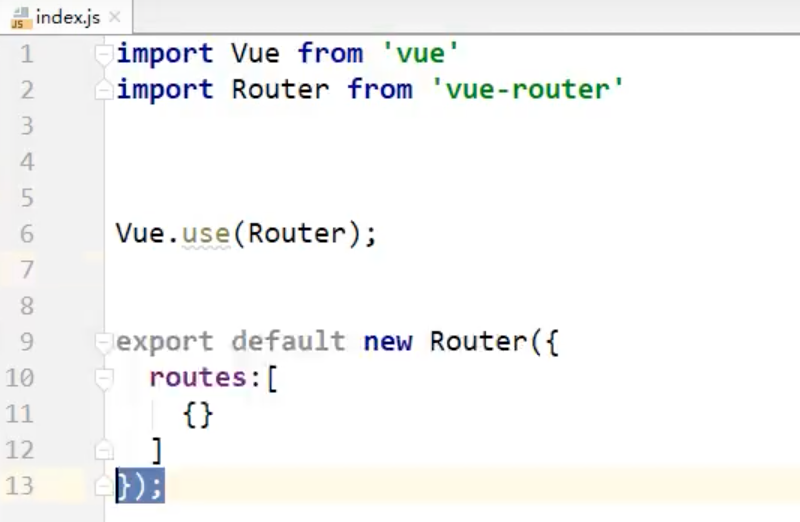 index.js
1 import Vue from 'vue'
2 import Router from 'vue-router'
3
4
5
6 Vue.use(Router);
7
8
9 export default new Router({
10 routes:[
11 {}
12 ]
13 });